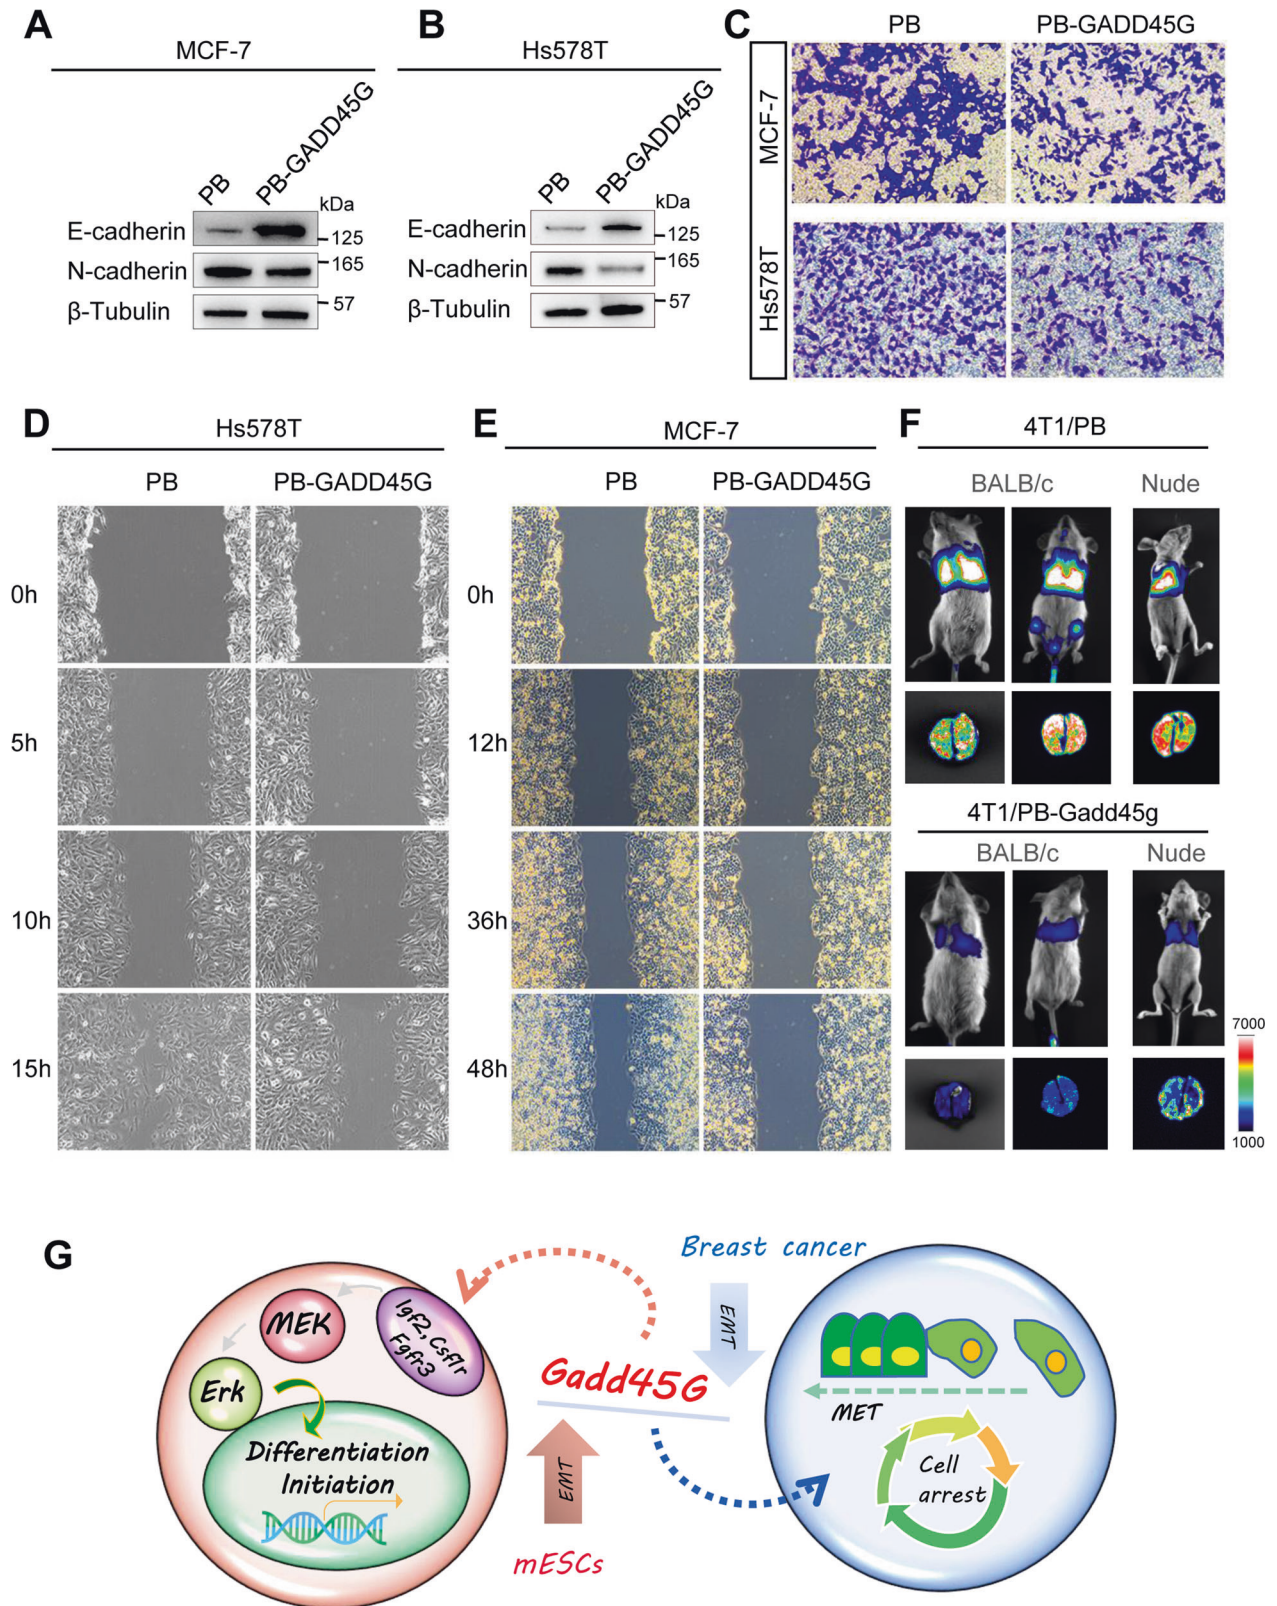 A
MCF-7
PB
PB-GADD45G
kDa
E-cadherin
125
N-cadherin
165
β-Tubulin
57
B
Hs578T
PB
PB-GADD45G
kDa
E-cadherin
125
N-cadherin
165
β-Tubulin
57
C
PB
PB-GADD45G
MCF-7
Hs578T
D
Hs578T
PB
PB-GADD45G
0h
5h
10h
15h
E
MCF-7
PB
PB-GADD45G
0h
12h
36h
48h
F
4T1/PB
BALB/c
Nude
4T1/PB-Gadd45g
BALB/c
Nude
7000
1000
G
MEK
Igf2,Csf1r
Fgfr3
Erk
Differentiation
Initiation
Breast cancer
EMT
Gadd45G
EMT
mESCs
MET
Cell
arrest